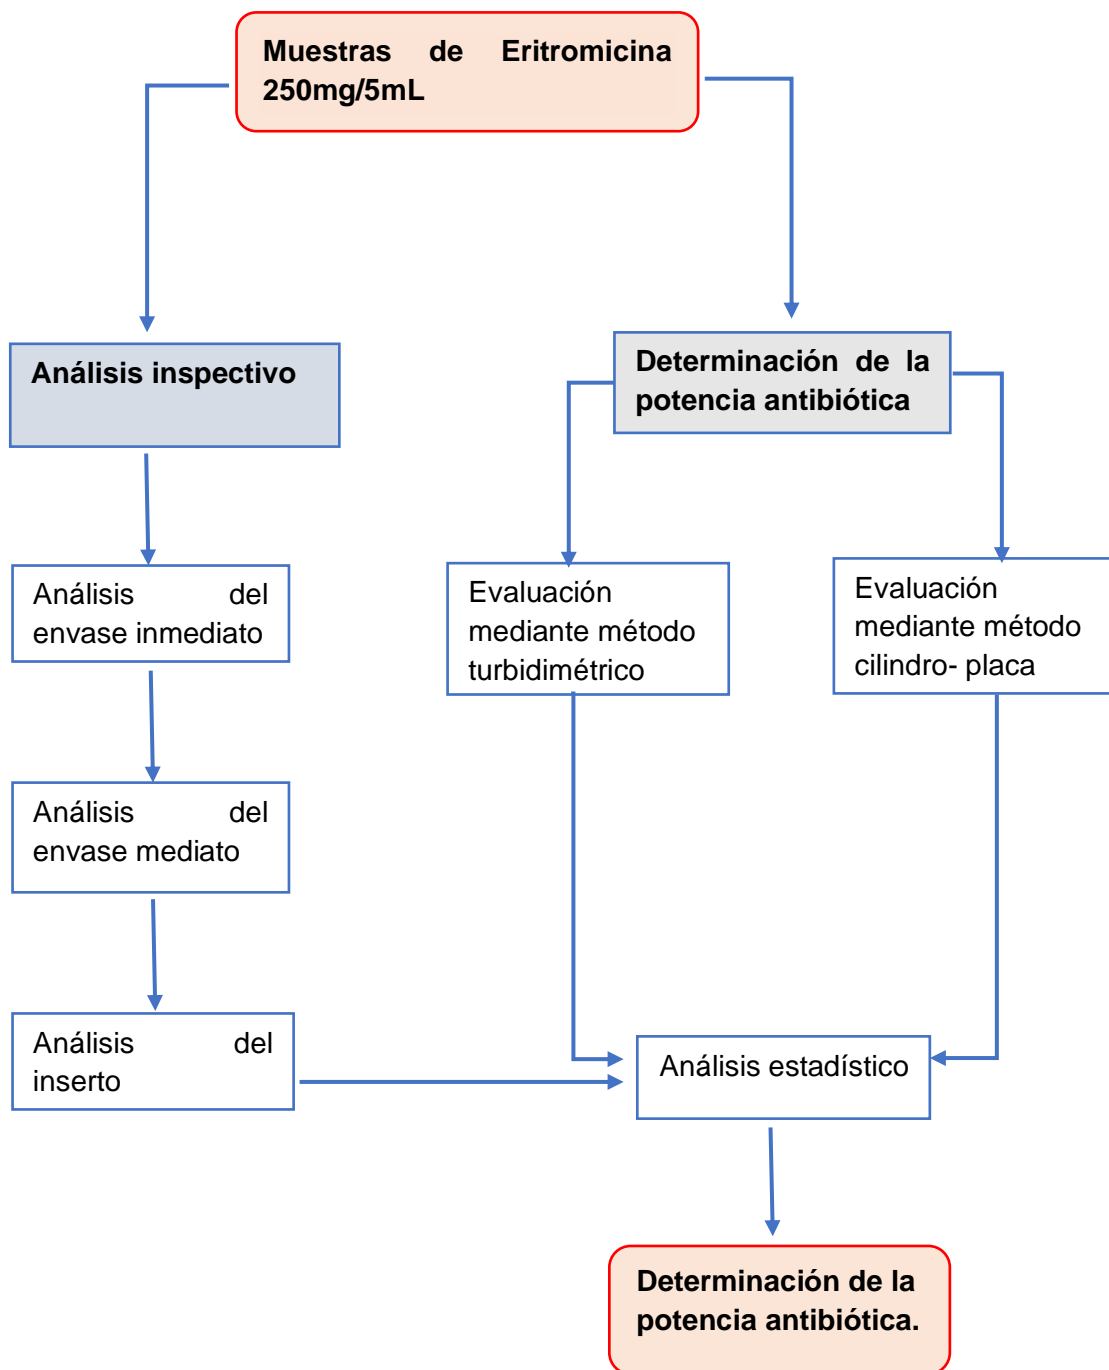 Muestras de Eritromicina
250mg/5mL
Análisis inspectivo
Determinación de la
potencia antibiótica
Análisis del
envase inmediato
Evaluación
mediante método
turbidimétrico
Evaluación
mediante método
cilindro- placa
Análisis del
envase mediato
Análisis del
inserto
Análisis estadístico
Determinación de la
potencia antibiótica.